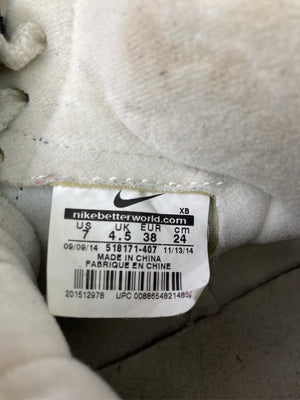 XB
nikebetterworld.com
US UK EUR cm
7 4.5 38 24
09/09/14 518171-407 11/13/14
MADE IN CHINA
FABRIQUE EN CHINE
201512978 UPC